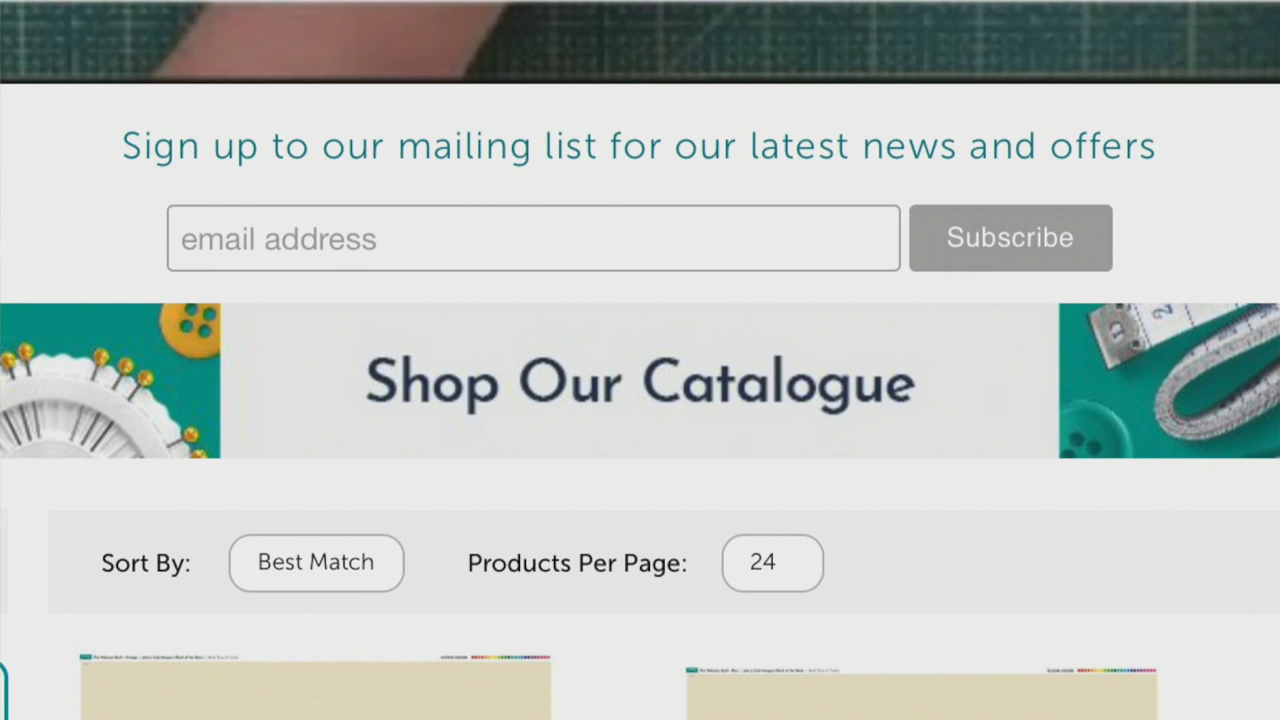 Sign up to our mailing list for our latest news and offers
email address Subscribe
Shop Our Catalogue
Sort By: Best Match Products Per Page: 24